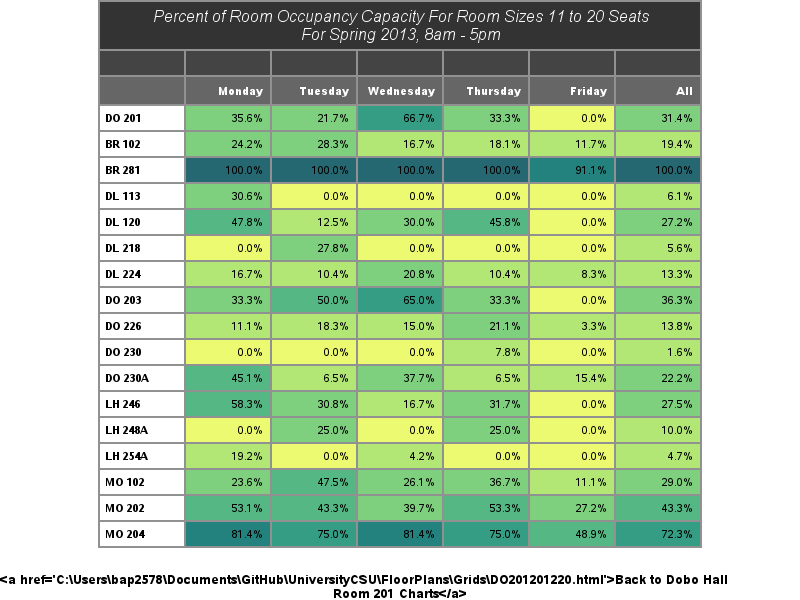 Percent of Room Occupancy Capacity For Room Sizes 11 to 20 Seats
For Spring 2013, 8am - 5pm
Monday Tuesday Wednesday Thursday Friday All
DO 201 35.6% 21.7% 66.7% 33.3% 0.0% 31.4%
BR 102 24.2% 28.3% 16.7% 18.1% 11.7% 19.4%
BR 281 100.0% 100.0% 100.0% 100.0% 91.1% 100.0%
DL 113 30.6% 0.0% 0.0% 0.0% 0.0% 6.1%
DL 120 47.8% 12.5% 30.0% 45.8% 0.0% 27.2%
DL 218 0.0% 27.8% 0.0% 0.0% 0.0% 5.6%
DL 224 16.7% 10.4% 20.8% 10.4% 8.3% 13.3%
DO 203 33.3% 50.0% 65.0% 33.3% 0.0% 36.3%
DO 226 11.1% 18.3% 15.0% 21.1% 3.3% 13.8%
DO 230 0.0% 0.0% 0.0% 7.8% 0.0% 1.6%
DO 230A 45.1% 6.5% 37.7% 6.5% 15.4% 22.2%
LH 246 58.3% 30.8% 16.7% 31.7% 0.0% 27.5%
LH 248A 0.0% 25.0% 0.0% 25.0% 0.0% 10.0%
LH 254A 19.2% 0.0% 4.2% 0.0% 0.0% 4.7%
MO 102 23.6% 47.5% 26.1% 36.7% 11.1% 29.0%
MO 202 53.1% 43.3% 39.7% 53.3% 27.2% 43.3%
MO 204 81.4% 75.0% 81.4% 75.0% 48.9% 72.3%
<a href='C:\Users\bap2578\Documents\GitHub\UniversityCSU\FloorPlans\Grids\DO201201220.html'>Back to Dobo Hall
Room 201 Charts</a>